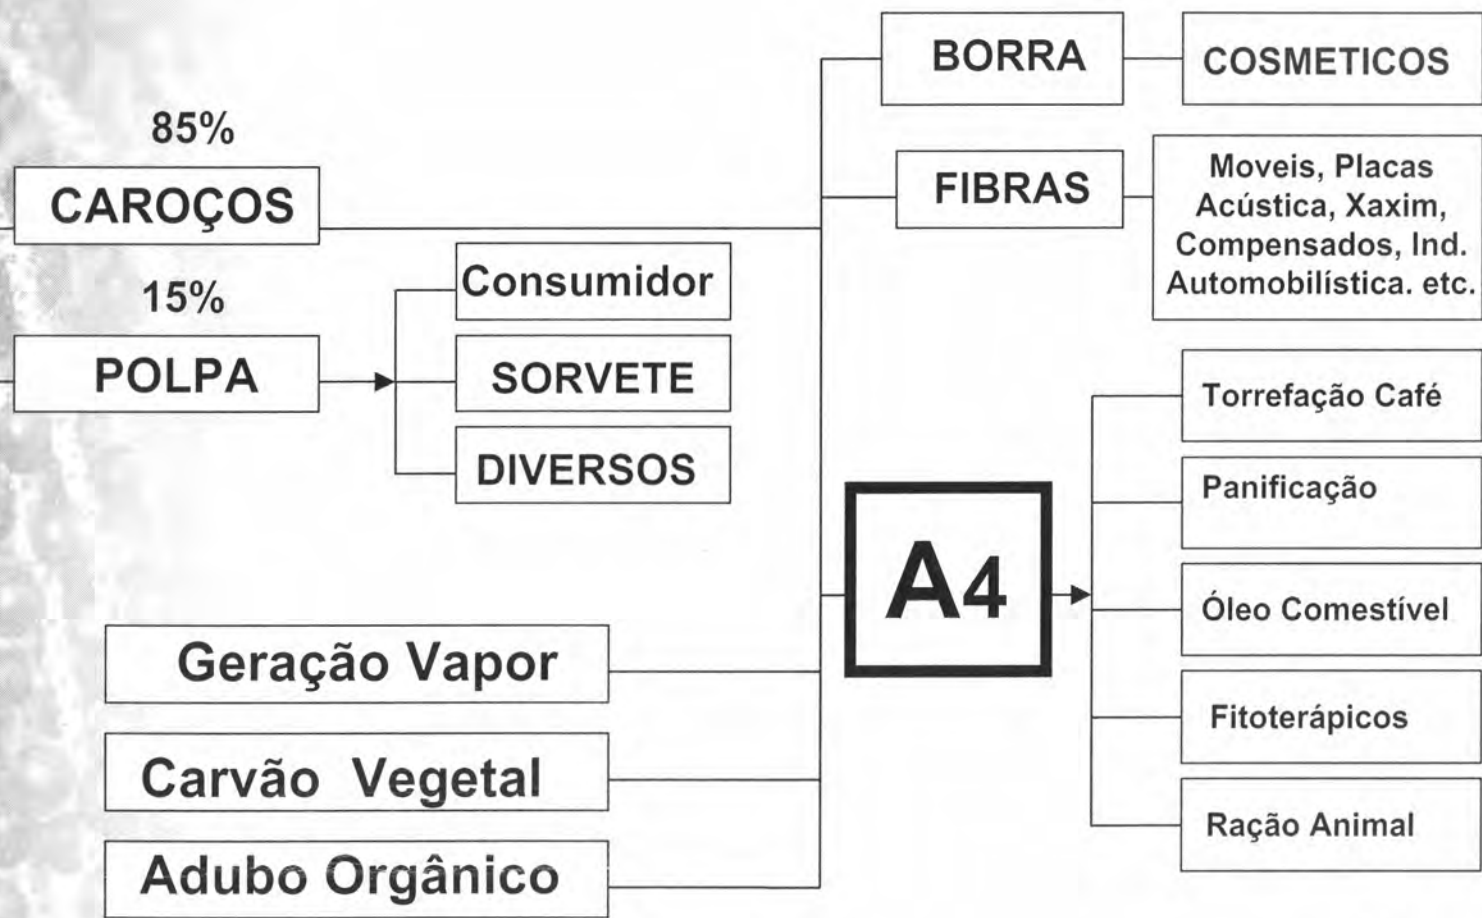 85%
CAROÇOS
15%
POLPA
Consumidor
SORVETE
DIVERSOS
Geração Vapor
Carvão Vegetal
Adubo Orgânico
BORRA
COSMETICOS
FIBRAS
Moveis, Placas
Acústica, Xaxim,
Compensados, Ind.
Automobilística. etc.
A4
Torrefação Café
Panificação
Óleo Comestível
Fitoterápicos
Ração Animal